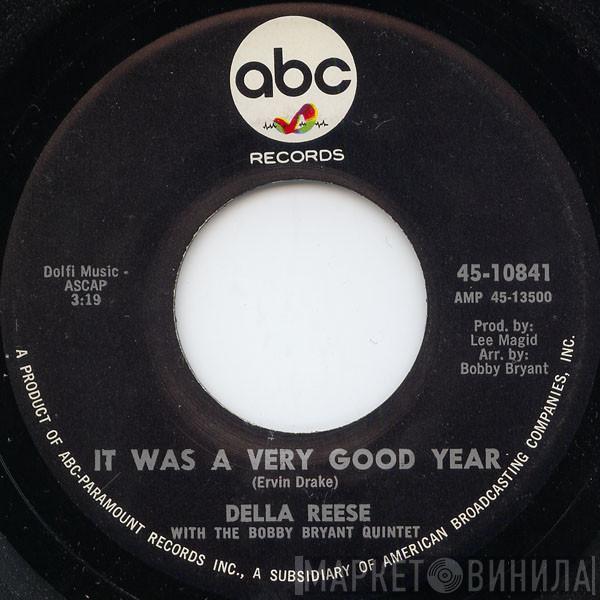 abc
RECORDS
Dolfi Music -
ASCAP
3:19
45-10841
AMP 45-13500
Prod. by:
Lee Magid
Arr. by:
Bobby Bryant
IT WAS A VERY GOOD YEAR
(Ervin Drake)
DELLA REESE
WITH THE BOBBY BRYANT QUINTET
A PRODUCT OF ABC-PARAMOUNT RECORDS INC., A SUBSIDIARY OF AMERICAN BROADCASTING COMPANIES, INC.
МАРКЕТ ВИНИЛА